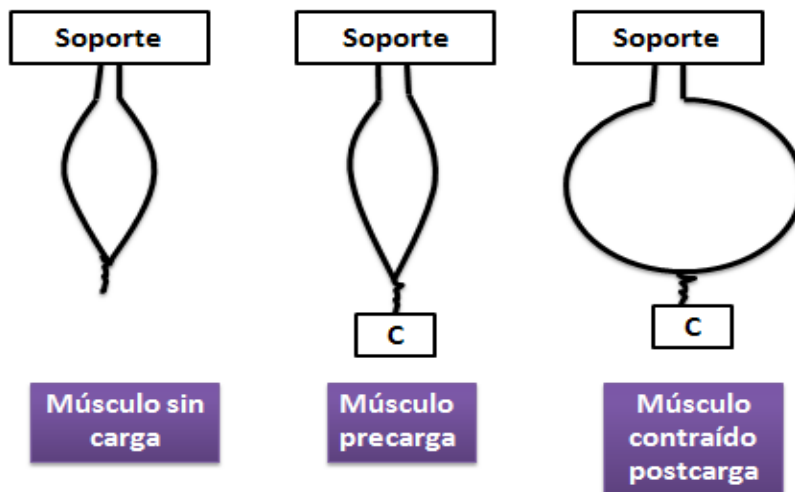 Soporte
Soporte
Soporte
C
C
Músculo sin
carga
Músculo
precarga
Músculo
contraído
postcarga